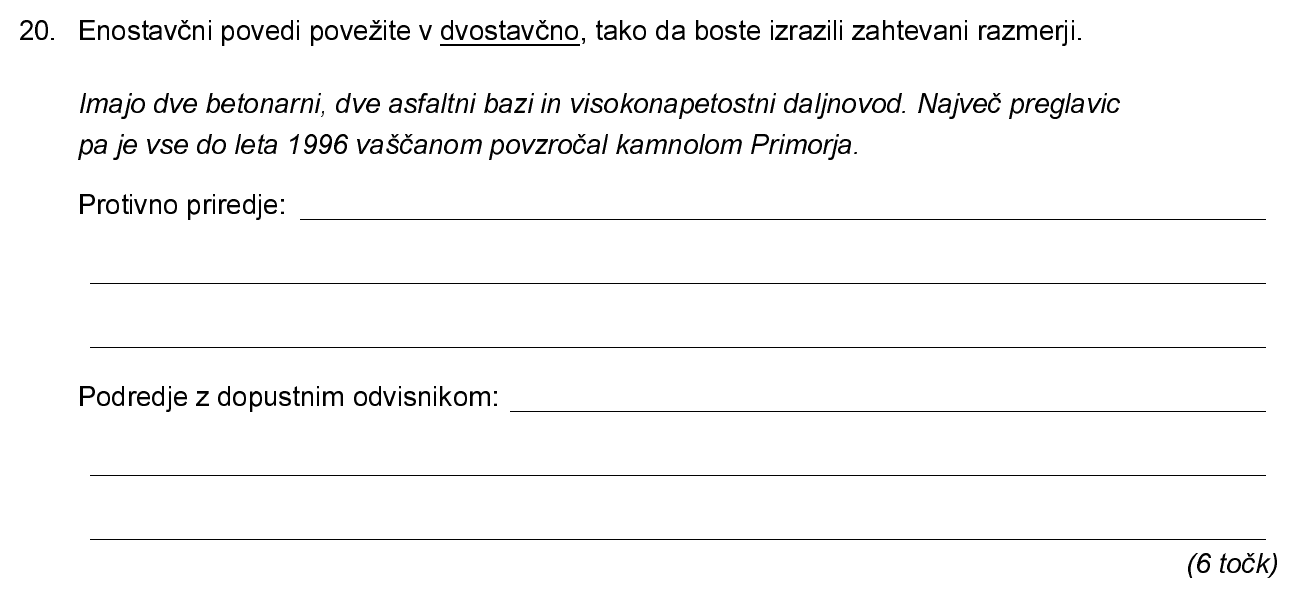 20. Enostavčni povedi povežite v dvostavčno, tako da boste izrazili zahtevani razmerji.
Imajo dve betonarni, dve asfaltni bazi in visokonapetostni daljnovod. Največ preglavic
pa je vse do leta 1996 vaščanom povzročal kamnolom Primorja.
Protivno priredje:
Podredje z dopustnim odvisnikom:
(6 točk)